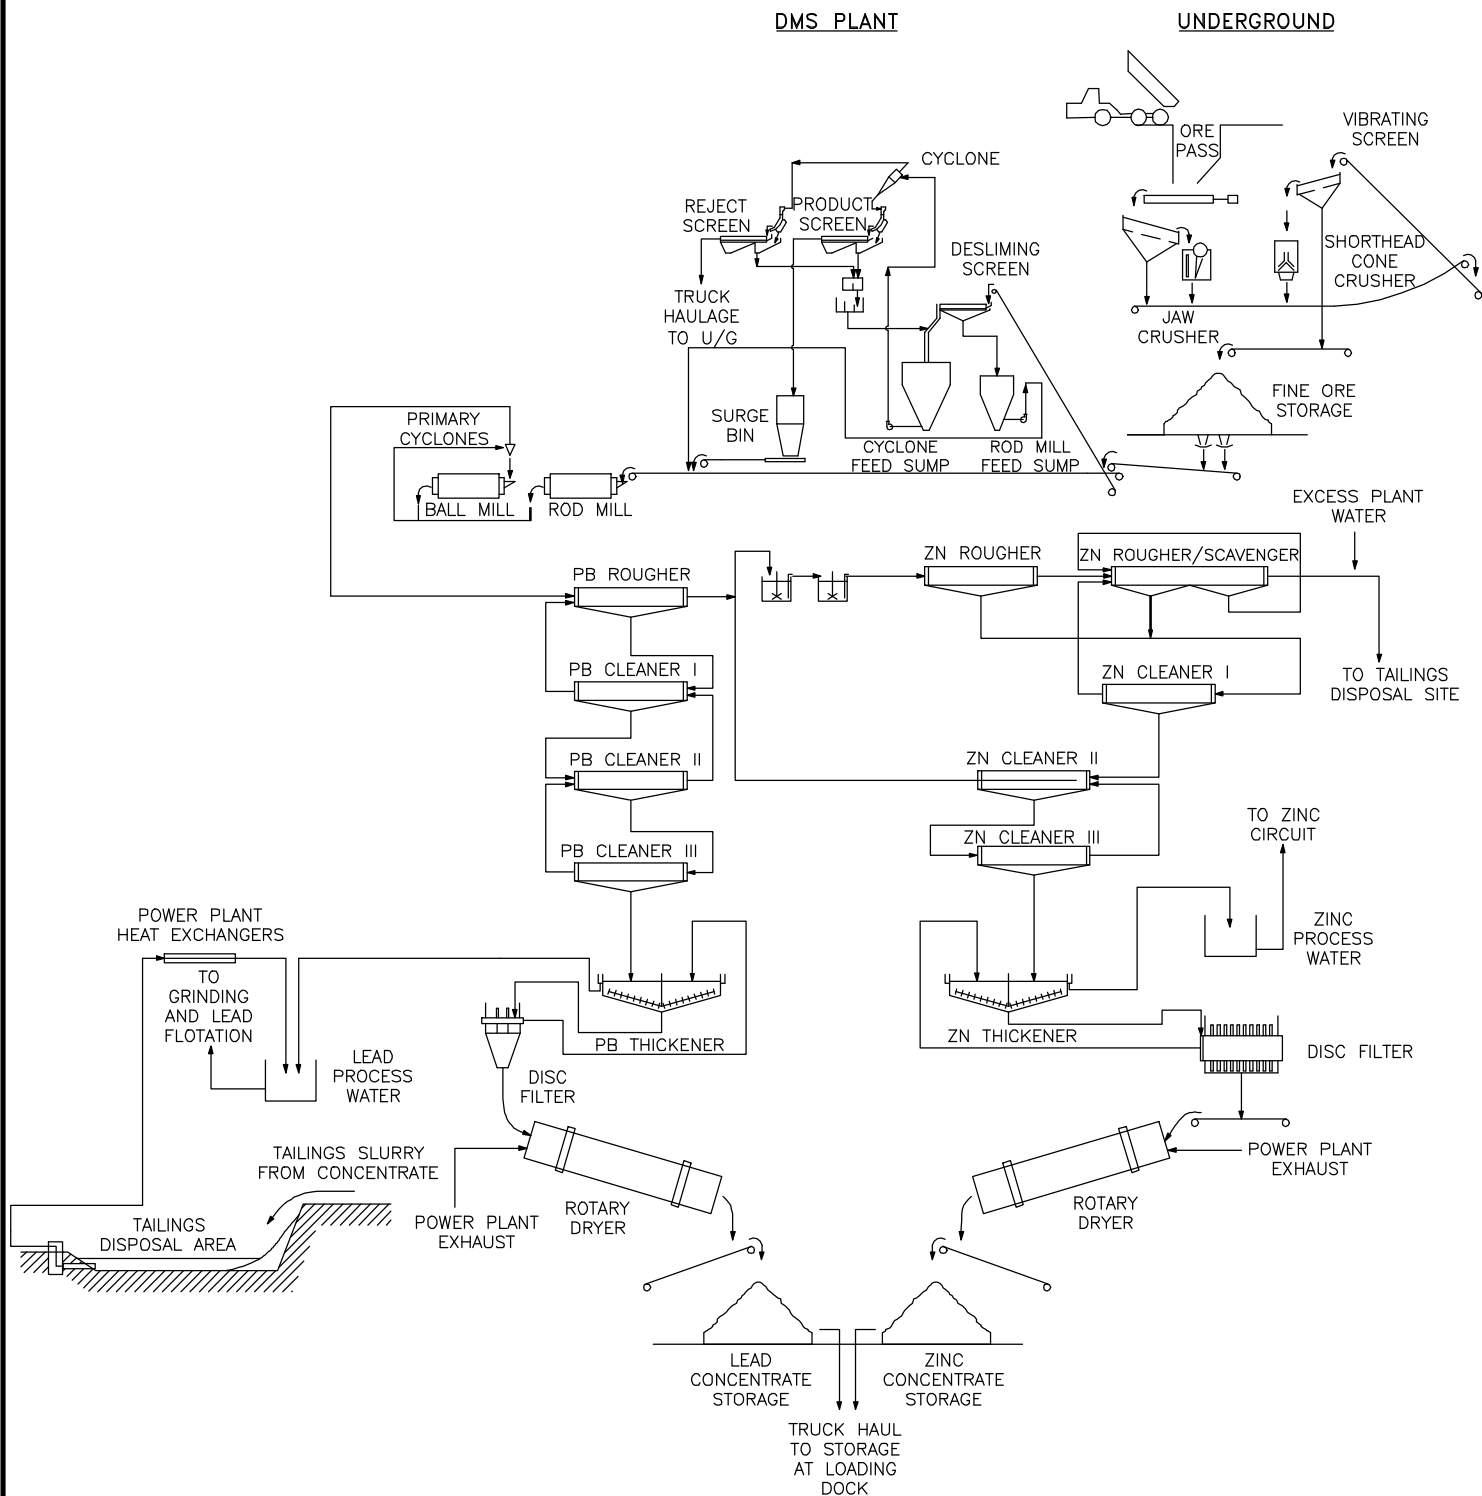 DMS PLANT
UNDERGROUND
ORE
PASS
VIBRATING
SCREEN
CYCLONE
REJECT
SCREEN
PRODUCT
SCREEN
DESLIMING
SCREEN
SHORTHEAD
CONE
CRUSHER
TRUCK
HAULAGE
TO U/G
JAW
CRUSHER
FINE ORE
STORAGE
PRIMARY
CYCLONES
SURGE
BIN
CYCLONE
FEED SUMP
ROD MILL
FEED SUMP
BALL MILL
ROD MILL
EXCESS PLANT
WATER
PB ROUGHER
ZN ROUGHER
ZN ROUGHER/SCAVENGER
PB CLEANER I
ZN CLEANER I
TO TAILINGS
DISPOSAL SITE
PB CLEANER II
ZN CLEANER II
PB CLEANER III
ZN CLEANER III
TO ZINC
CIRCUIT
POWER PLANT
HEAT EXCHANGERS
ZINC
PROCESS
WATER
TO
GRINDING
AND LEAD
FLOTATION
LEAD
PROCESS
WATER
PB THICKENER
ZN THICKENER
DISC
FILTER
DISC FILTER
TAILINGS SLURRY
FROM CONCENTRATE
POWER PLANT
EXHAUST
TAILINGS
DISPOSAL AREA
POWER PLANT
EXHAUST
ROTARY
DRYER
ROTARY
DRYER
LEAD
CONCENTRATE
STORAGE
ZINC
CONCENTRATE
STORAGE
TRUCK HAUL
TO STORAGE
AT LOADING
DOCK